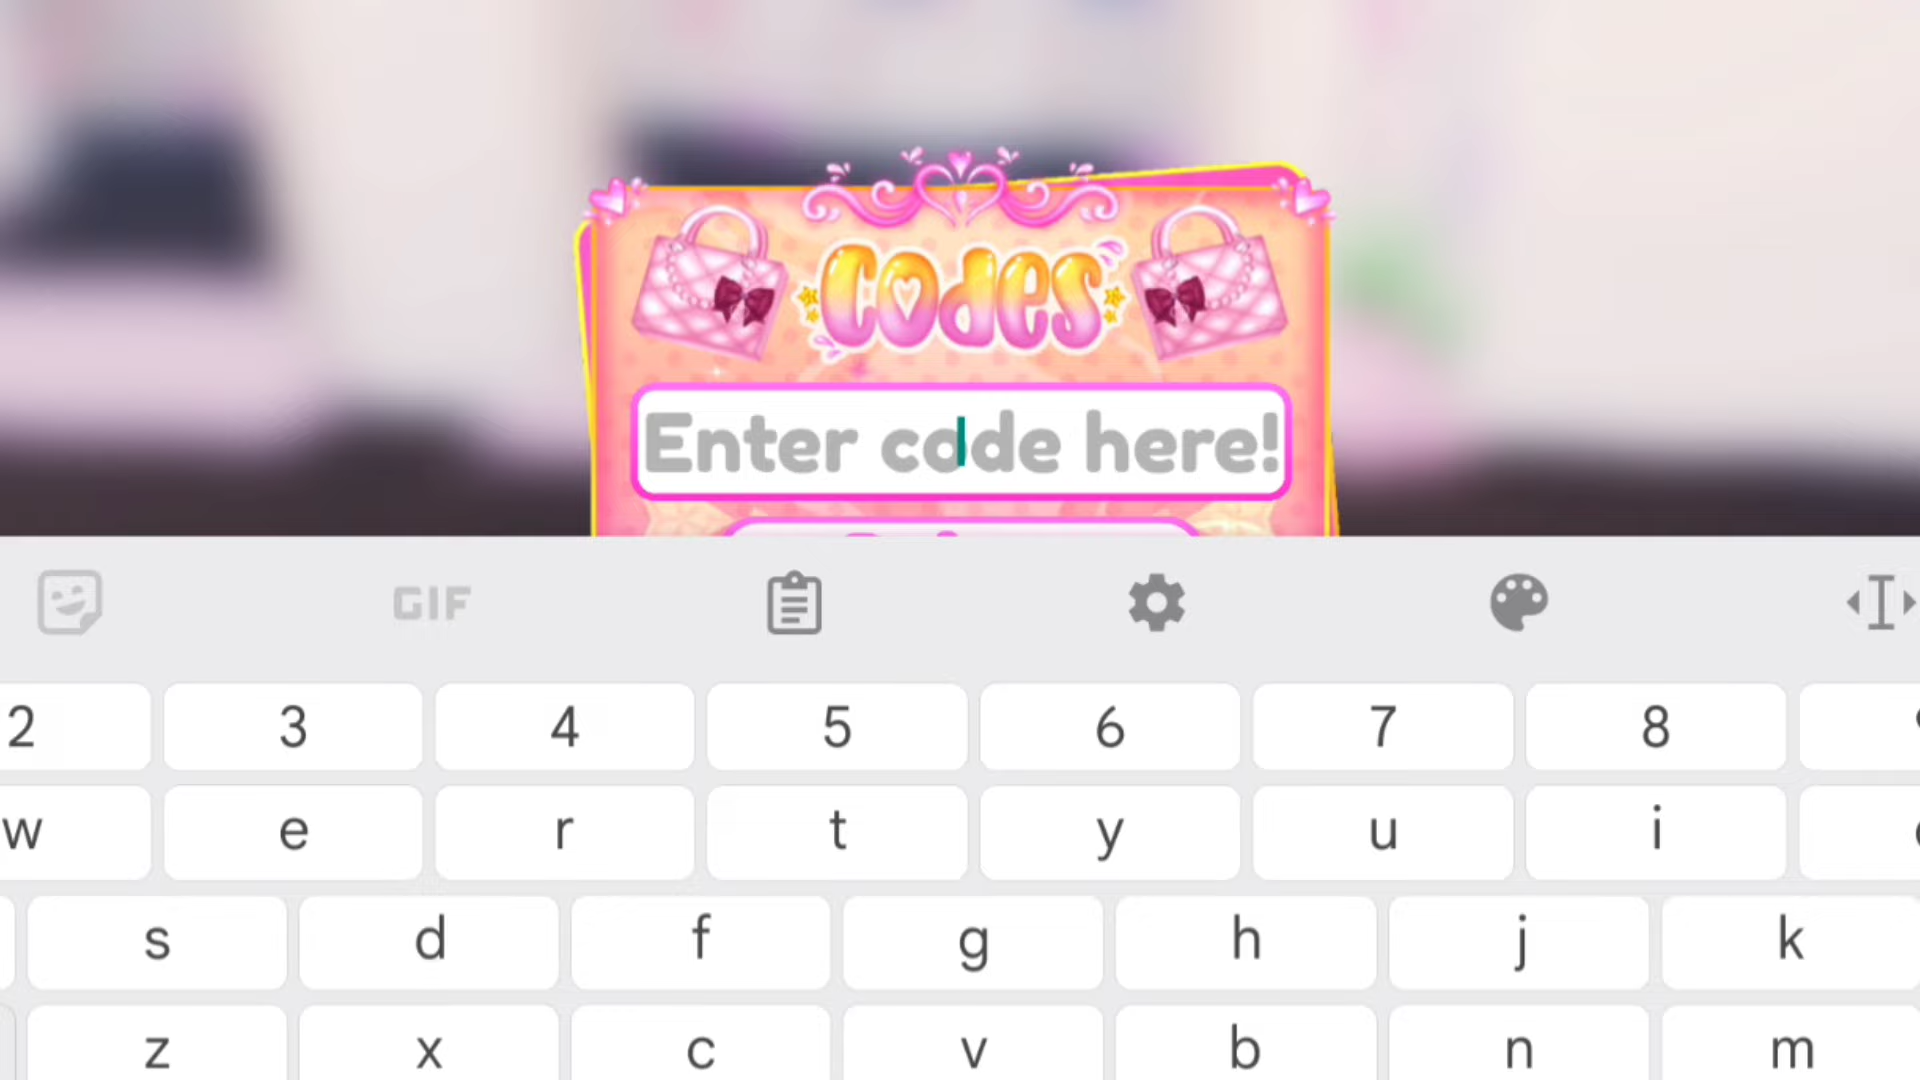 Codes
Enter code here!
GIF
2 3 4 5 6 7 8
w e r t y u i
s d f g h j k
z x c v b n m